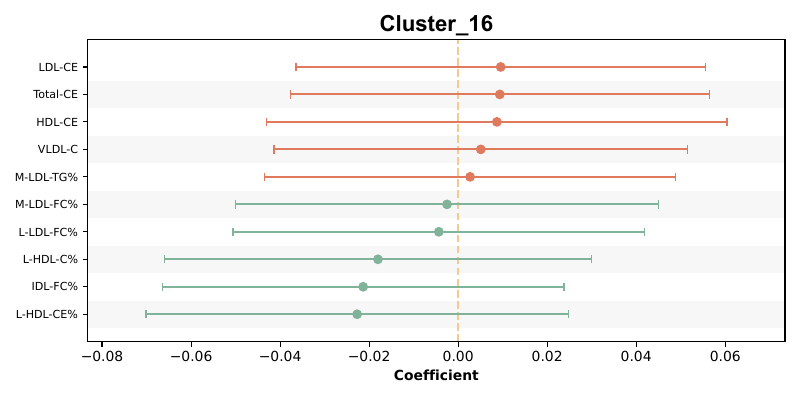 Cluster_16
LDL-CE
Total-CE
HDL-CE
VLDL-C
M-LDL-TG%
M-LDL-FC%
L-LDL-FC%
L-HDL-C%
IDL-FC%
L-HDL-CE%
−0.08 −0.06 −0.04 −0.02 0.00 0.02 0.04 0.06
Coefficient